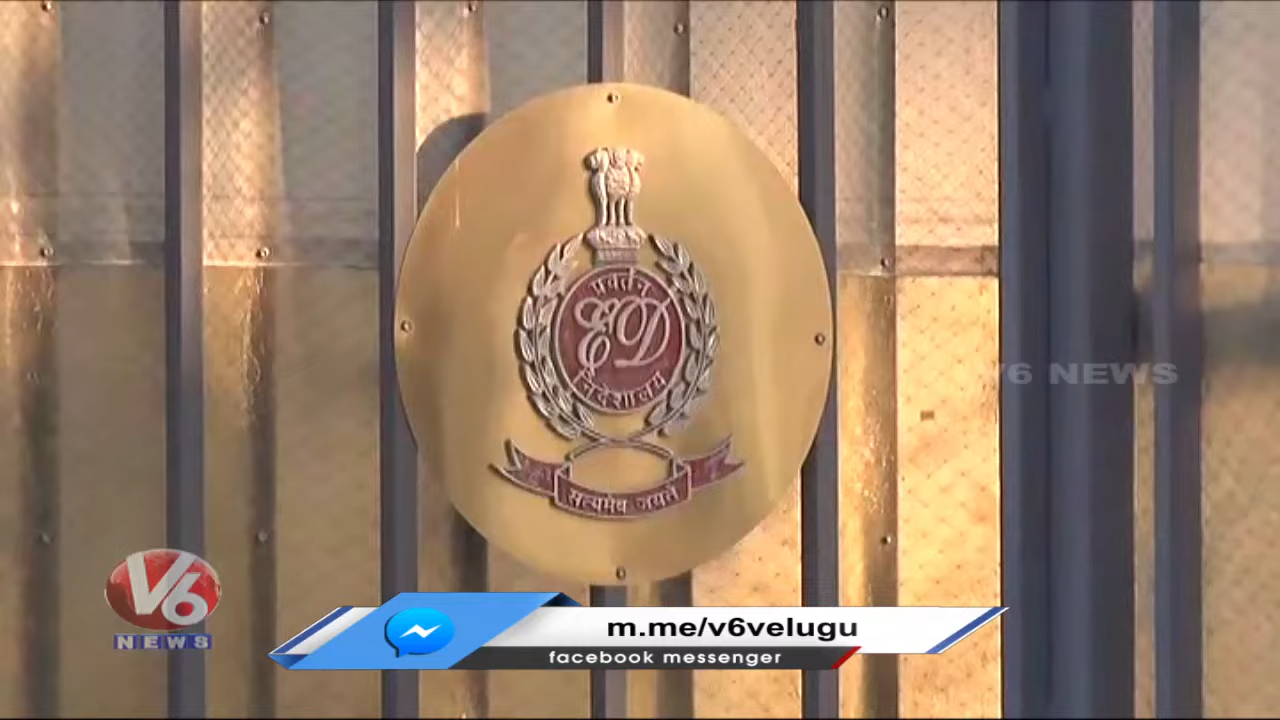 प्रवर्तन
ED
निदेशालय
सत्यमेव जयते
V6 NEWS
V6
NEWS
m.me/v6velugu
facebook messenger